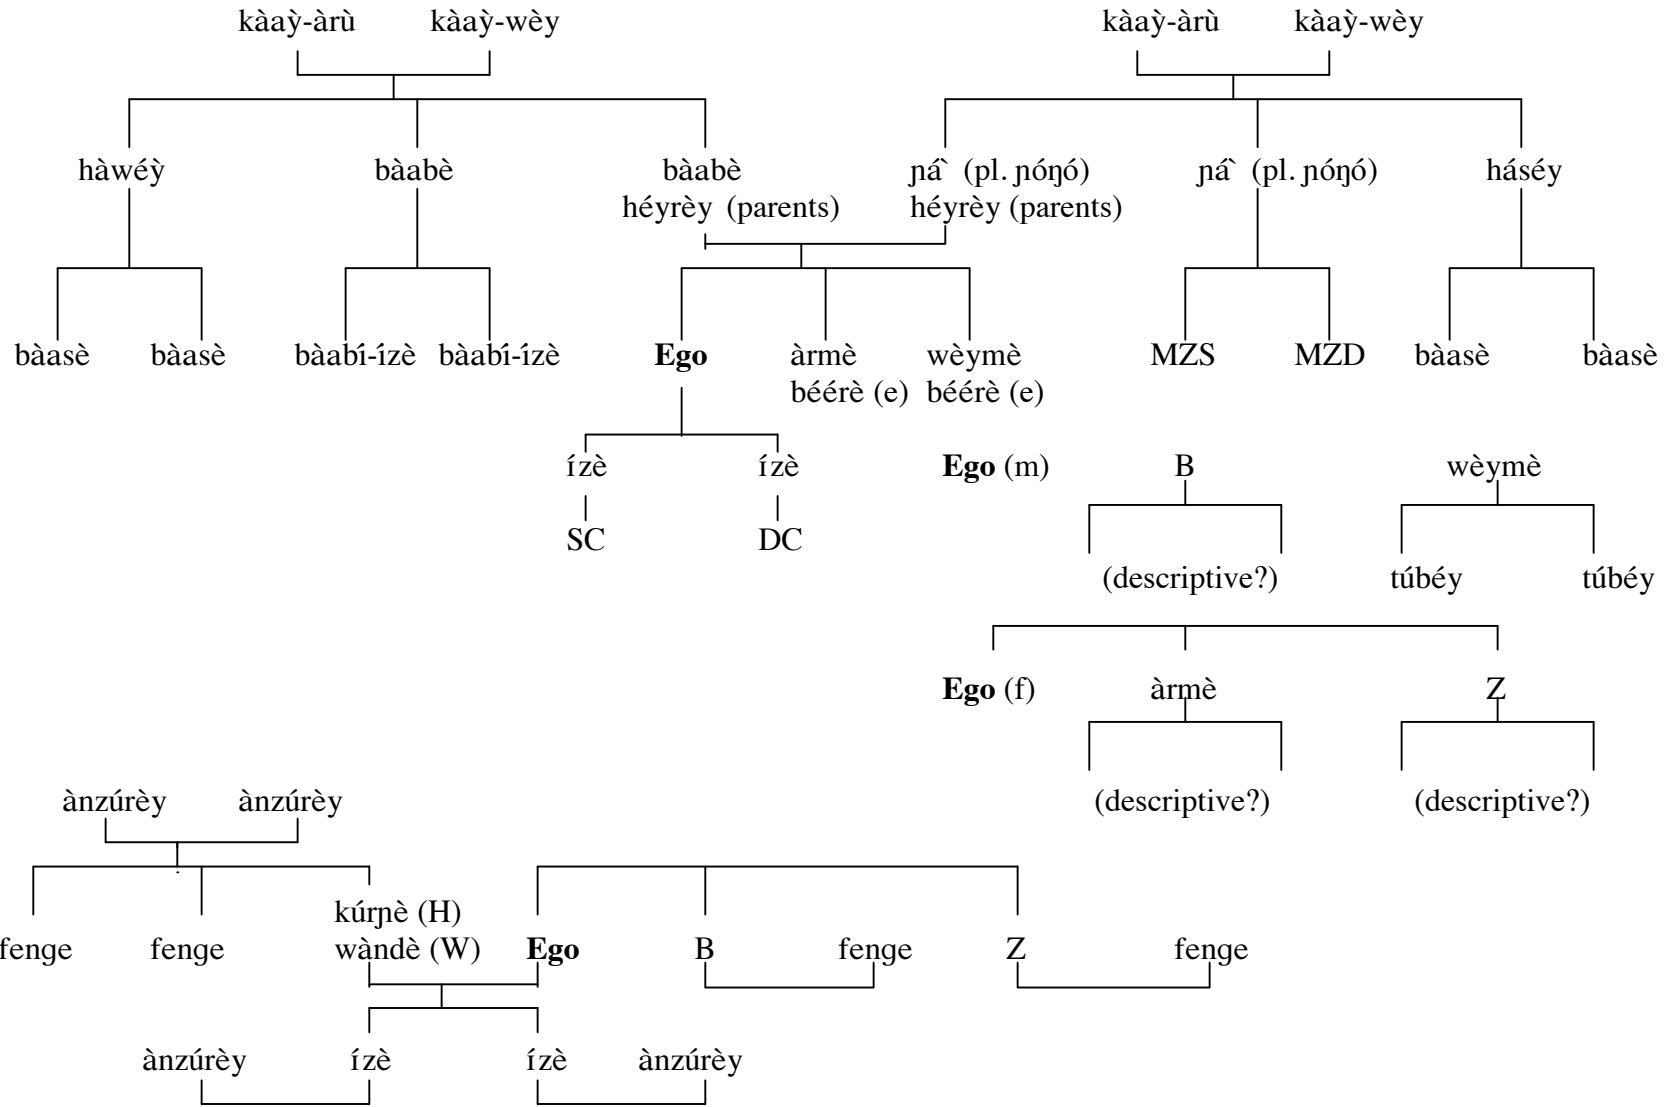 kàaỳ-àrù kàaỳ-wèy kàaỳ-àrù kàaỳ-wèy
hàwéỳ bàabè bàabè ɲá` (pl. ɲóŋó) ɲá` (pl. ɲóŋó) háséy
héyrèy (parents) héyrèy (parents)
bàasè bàasè bàabí-ízè bàabí-ízè Ego àrmè wèymè MZS MZD bàasè bàasè
béérè (e) béérè (e)
ízè ízè Ego (m) B wèymè
SC DC
(descriptive?) túbéy túbéy
Ego (f) àrmè Z
ànzúrèy ànzúrèy (descriptive?) (descriptive?)
kúrɲè (H)
fenge fenge wàndè (W) Ego B fenge Z fenge
ànzúrèy ízè ízè ànzúrèy